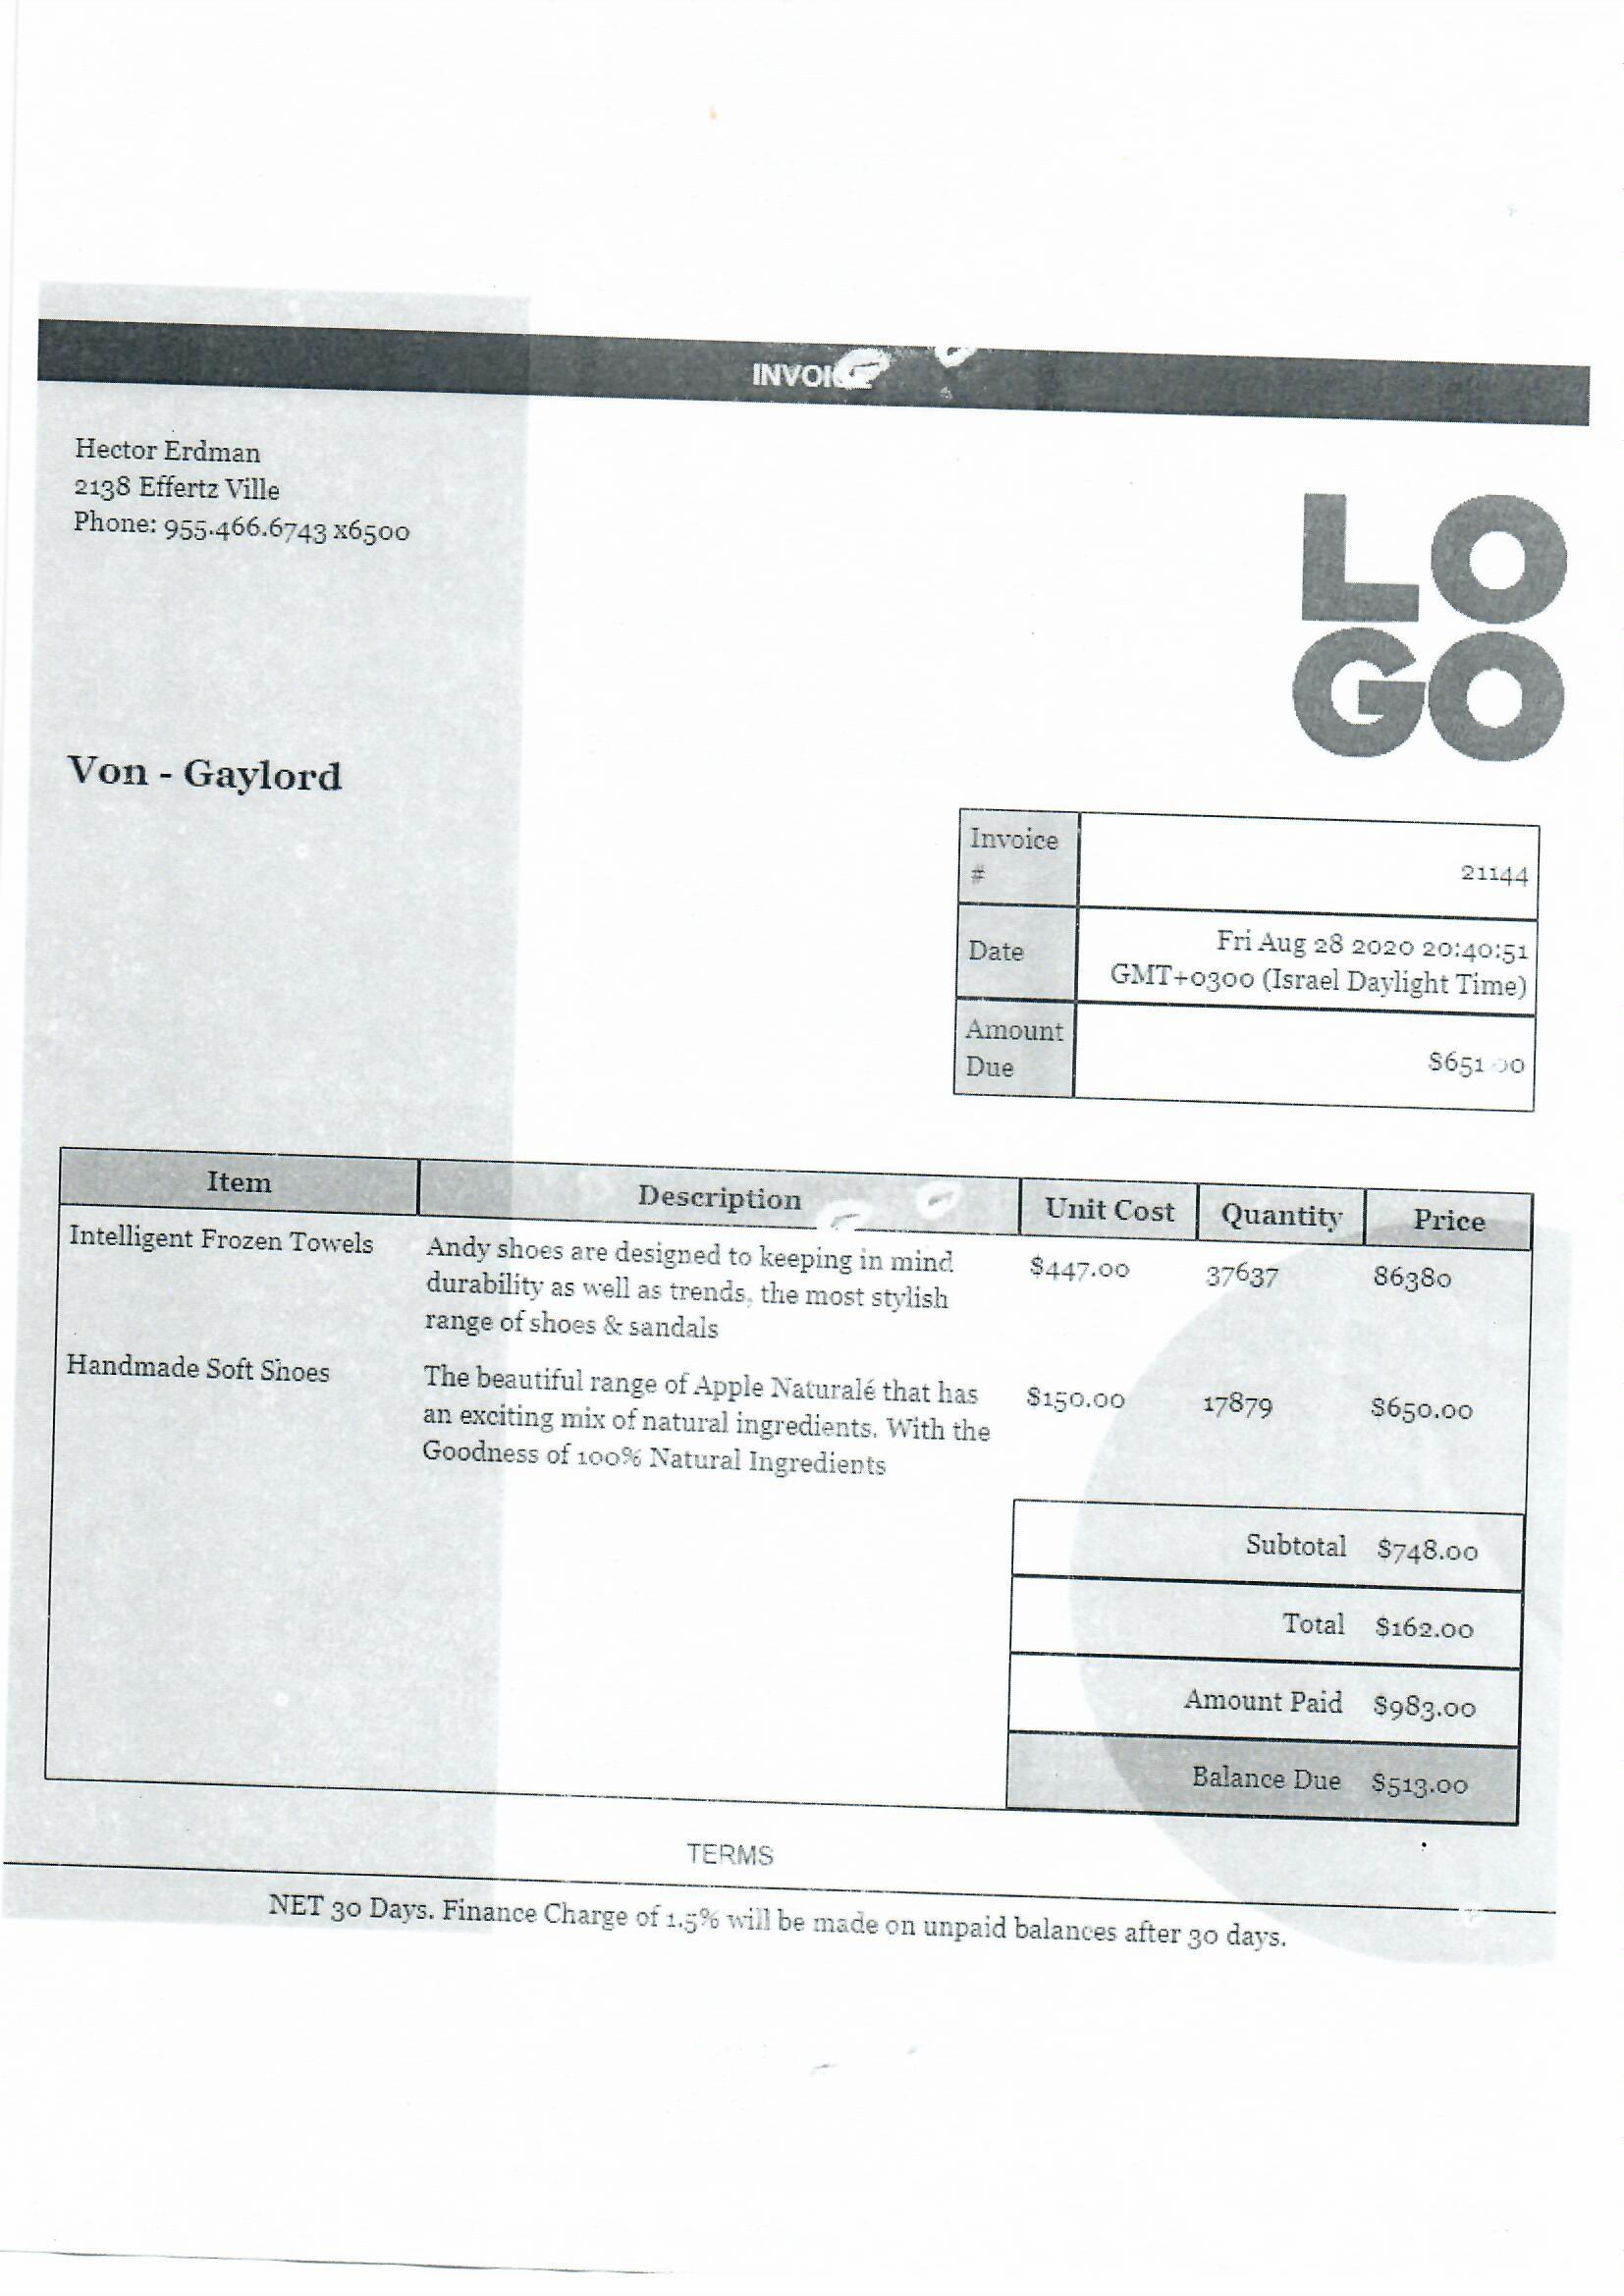 INVOICE
Hector Erdman
2138 Effertz Ville
Phone: 955.466.6743 x6500
LO
GO
Von - Gaylord
Invoice
# 21144
Date Fri Aug 28 2020 20:40:51
GMT+0300 (Israel Daylight Time)
Amount
Due $651.00
Item Description Unit Cost Quantity Price
Intelligent Frozen Towels Andy shoes are designed to keeping in mind $447.00 37637 86380
durability as well as trends, the most stylish
range of shoes & sandals
Handmade Soft Shoes The beautiful range of Apple Naturalé that has $150.00 17879 $650.00
an exciting mix of natural ingredients. With the
Goodness of 100% Natural Ingredients
Subtotal $748.00
Total $162.00
Amount Paid $983.00
Balance Due $513.00
TERMS
NET 30 Days. Finance Charge of 1.5% will be made on unpaid balances after 30 days.